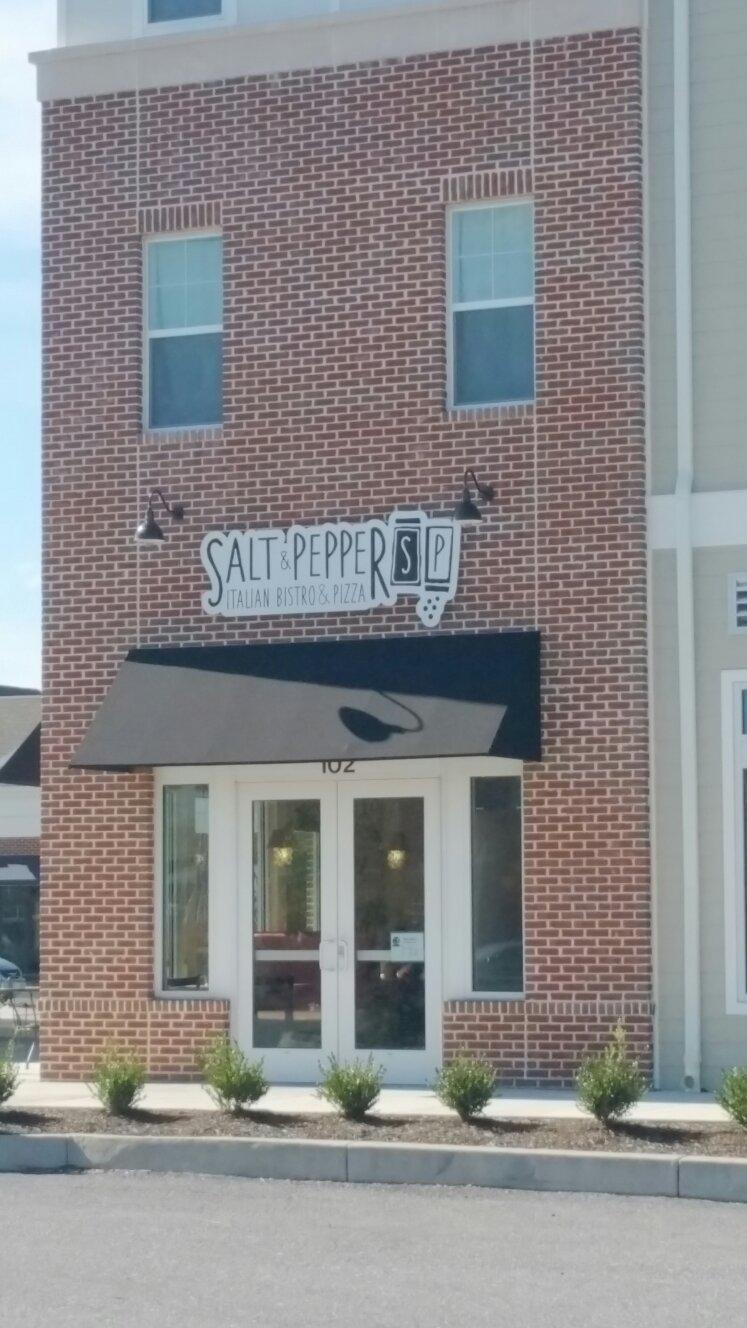 SALT & PEPPER S P
ITALIAN BISTRO & PIZZA
102